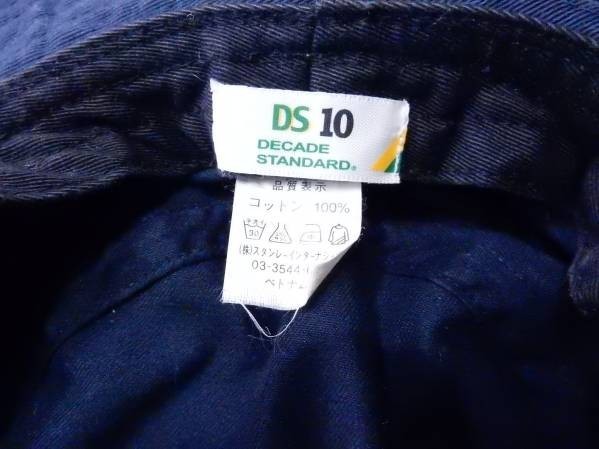 DS 10
DECADE
STANDARD®
品質表示
コットン 100%
(株)スタンレーインターナシ
03-3544-
ベトナ